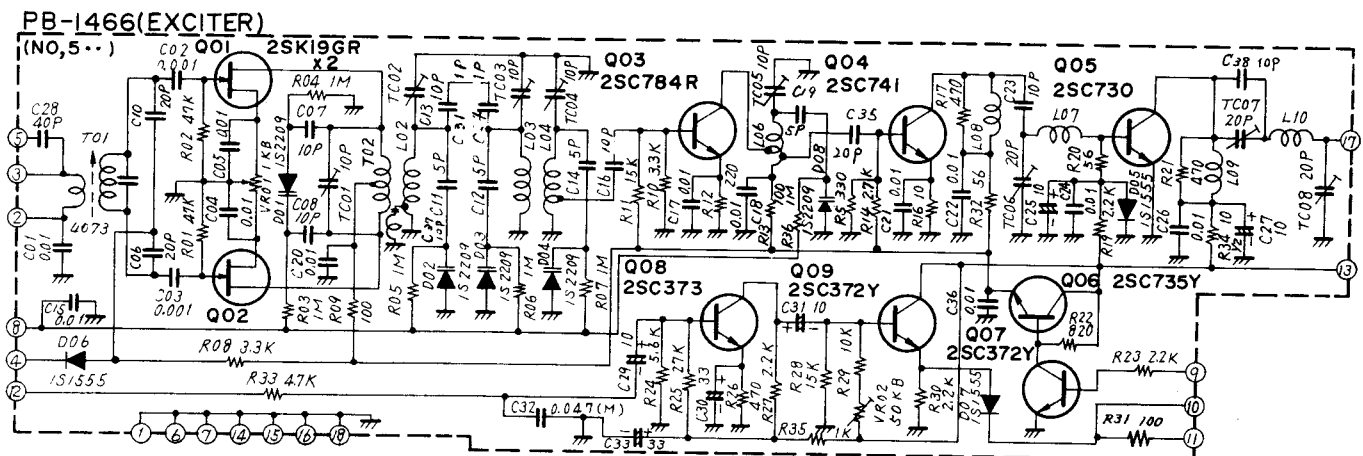 PB-1466(EXCITER)
(NO,5··)
C02
0.001
Q01
2SK19GR
x2
R04 1M
C28
40P
T01
4073
C10
20P
R02 47K
C05
0.01
R01 47K
C04
0.01
VR01 1KB
1S2209
D01
C07
10P
C08
10P
TC01
10P
T02
C01
0.01
C06
20P
C03
0.001
Q02
C20
0.01
R03
1M
R09
100
C15
0.01
D06
1S1555
R08 3.3K
R33 4.7K
TC02
10P
L02
C13
10P
C31
1P
1P
TC03
10P
L03
L04
TC04
10P
C11
5P
C12
5P
C14
5P
C16
10P
C37
R05 1M
D02
1S2209
D03
1S2209
R06 1M
D04
1S2209
R07 1M
Q03
2SC784R
R11
15K
R10
3.3K
C17
0.01
R12
220
0.01
C18
L06
TC05
10P
C19
5P
R13
100
R36
1M
1S2209
D08
Q04
2SC741
C35
20P
R15
330
R14
27K
C21
0.01
R16
10
R17
470
L08
C22
0.01
R32
56
C23
10P
L07
TC06
20P
C25
10
C24
0.01
R20
56
R19
2.2K
D05
1S1555
Q05
2SC730
C38 10P
TC07
20P
L10
R21
470
L09
C26
0.01
R34
10
1/2
C27
10
TC08
20P
Q08
2SC373
C29
10
R24
5.6K
R25
27K
C30
33
R26
470
R27
2.2K
C31 10
Q09
2SC372Y
R28
15K
R29
10K
VR02
50KB
R30
2.2K
R35
1K
C32
0.047(M)
C33
33
C36
0.01
Q07
2SC372Y
Q06
2SC735Y
R22
820
R23 2.2K
D07
1S1555
R31 100
5
3
2
8
4
12
1
6
7
14
15
16
18
17
13
9
10
11